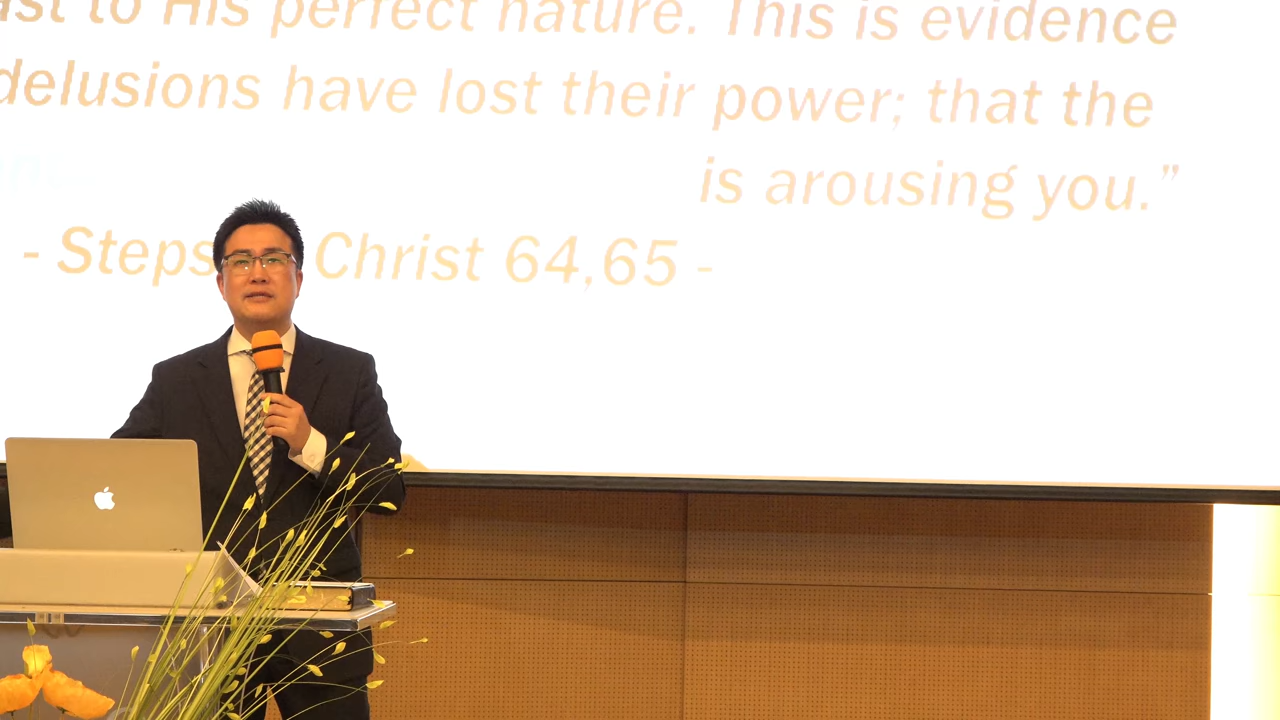 ast to His perfect nature. This is evidence
delusions have lost their power; that the
is arousing you.”
- Steps Christ 64,65 -